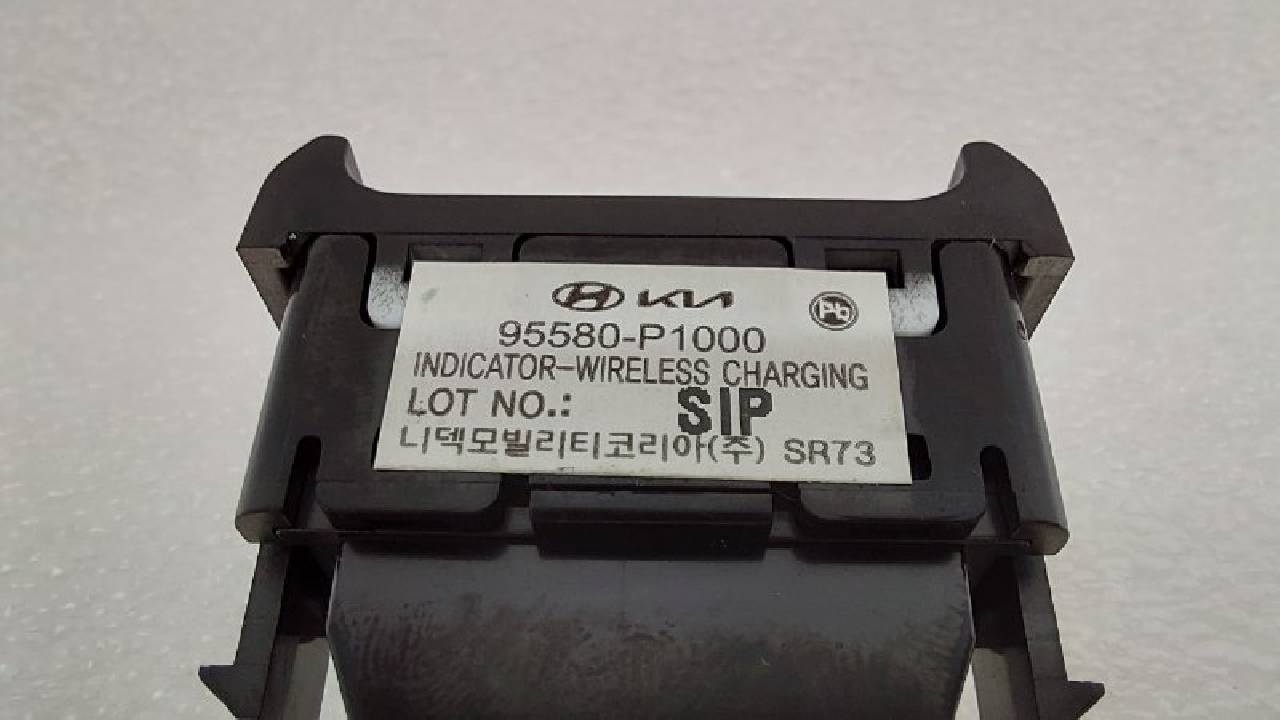 KIA
Pb
95580-P1000
INDICATOR-WIRELESS CHARGING
LOT NO.: SIP
니덱모빌리티코리아(주) SR73